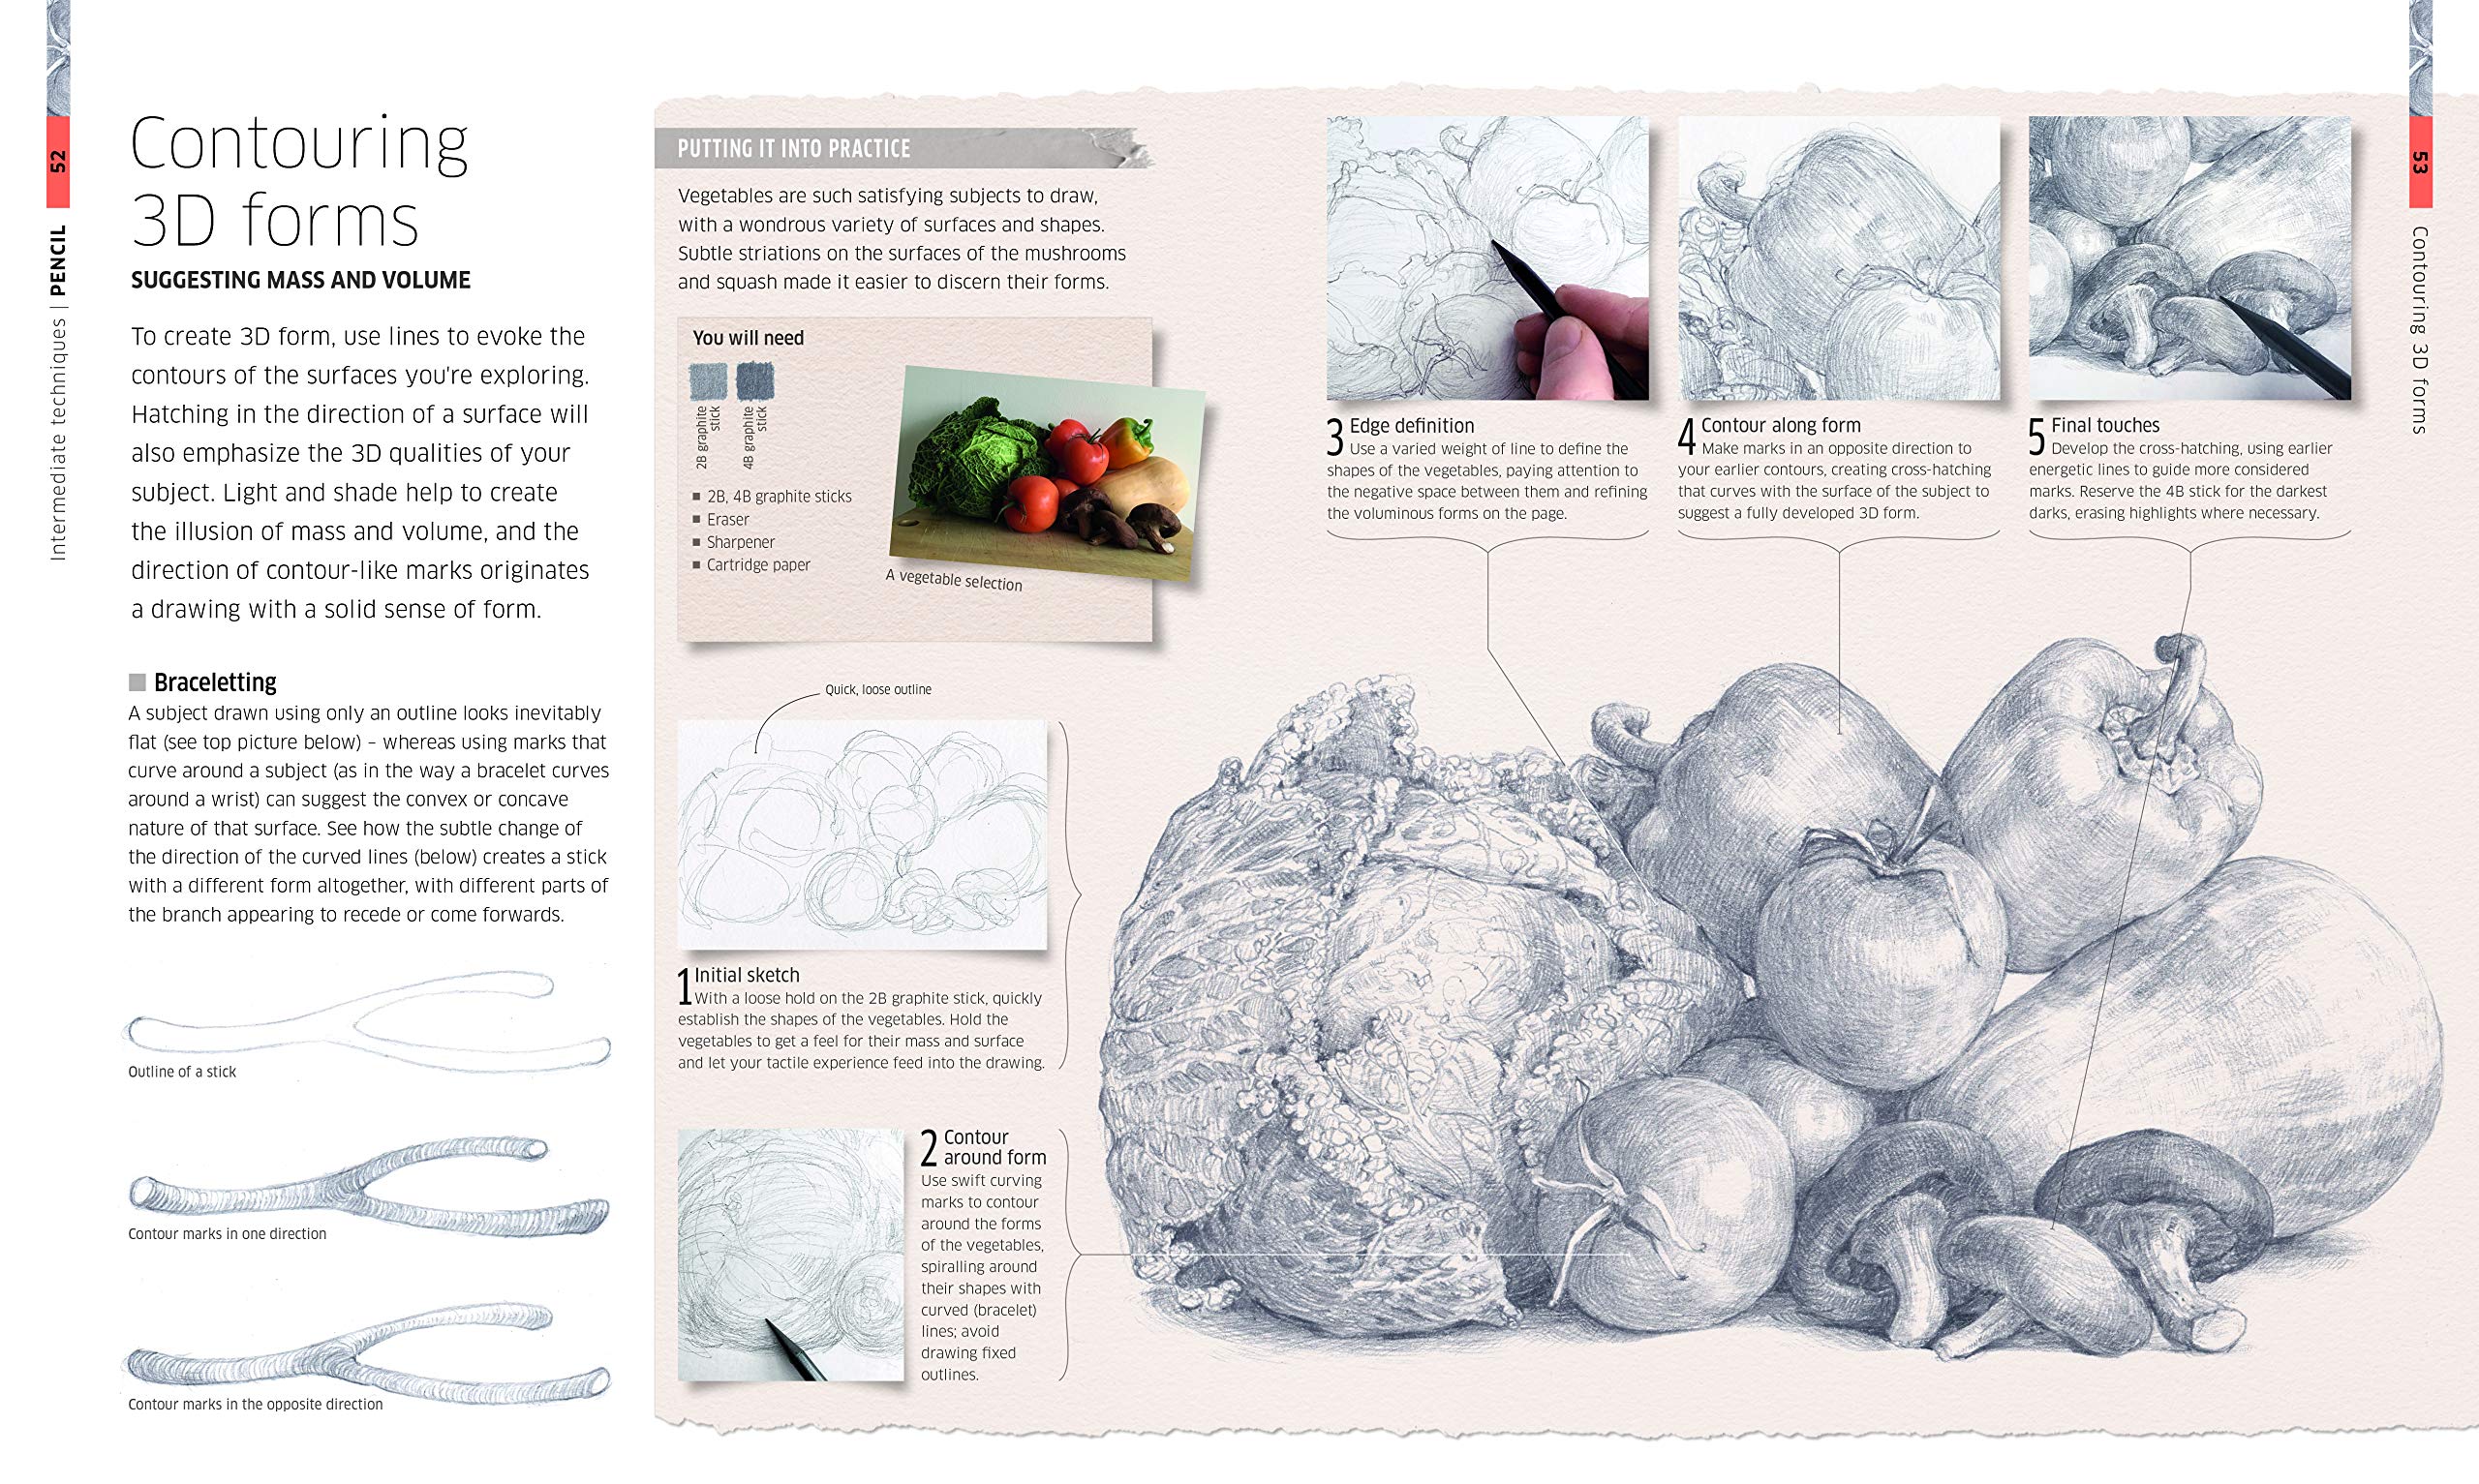 52
Intermediate techniques | PENCIL
Contouring
3D forms
SUGGESTING MASS AND VOLUME
To create 3D form, use lines to evoke the
contours of the surfaces you're exploring.
Hatching in the direction of a surface will
also emphasize the 3D qualities of your
subject. Light and shade help to create
the illusion of mass and volume, and the
direction of contour-like marks originates
a drawing with a solid sense of form.
Braceletting
A subject drawn using only an outline looks inevitably
flat (see top picture below) – whereas using marks that
curve around a subject (as in the way a bracelet curves
around a wrist) can suggest the convex or concave
nature of that surface. See how the subtle change of
the direction of the curved lines (below) creates a stick
with a different form altogether, with different parts of
the branch appearing to recede or come forwards.
Outline of a stick
Contour marks in one direction
Contour marks in the opposite direction
PUTTING IT INTO PRACTICE
Vegetables are such satisfying subjects to draw,
with a wondrous variety of surfaces and shapes.
Subtle striations on the surfaces of the mushrooms
and squash made it easier to discern their forms.
You will need
2B graphite
stick
4B graphite
stick
■ 2B, 4B graphite sticks
■ Eraser
■ Sharpener
■ Cartridge paper
A vegetable selection
Quick, loose outline
1 Initial sketch
With a loose hold on the 2B graphite stick, quickly
establish the shapes of the vegetables. Hold the
vegetables to get a feel for their mass and surface
and let your tactile experience feed into the drawing.
2 Contour
around form
Use swift curving
marks to contour
around the forms
of the vegetables,
spiralling around
their shapes with
curved (bracelet)
lines; avoid
drawing fixed
outlines.
3 Edge definition
Use a varied weight of line to define the
shapes of the vegetables, paying attention to
the negative space between them and refining
the voluminous forms on the page.
4 Contour along form
Make marks in an opposite direction to
your earlier contours, creating cross-hatching
that curves with the surface of the subject to
suggest a fully developed 3D form.
5 Final touches
Develop the cross-hatching, using earlier
energetic lines to guide more considered
marks. Reserve the 4B stick for the darkest
darks, erasing highlights where necessary.
53
Contouring 3D forms